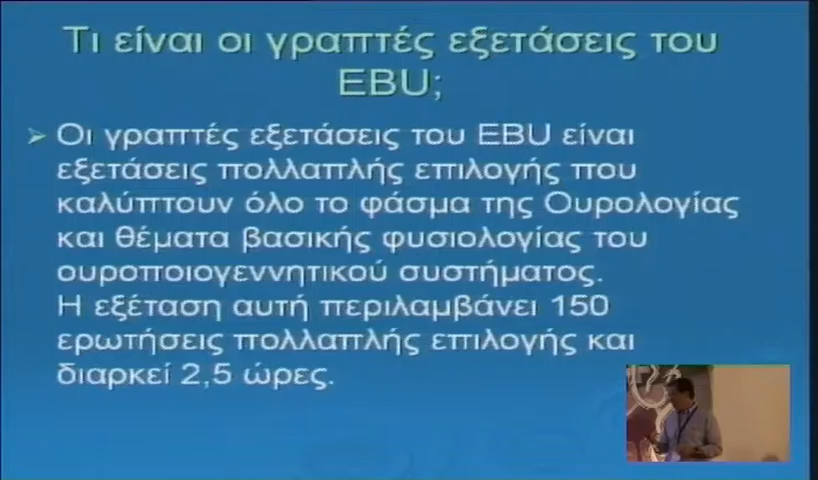 Τι είναι οι γραπτές εξετάσεις του
EBU;
Οι γραπτές εξετάσεις του EBU είναι
εξετάσεις πολλαπλής επιλογής που
καλύπτουν όλο το φάσμα της Ουρολογίας
και θέματα βασικής φυσιολογίας του
ουροποιογεννητικού συστήματος.
Η εξέταση αυτή περιλαμβάνει 150
ερωτήσεις πολλαπλής επιλογής και
διαρκεί 2,5 ώρες.